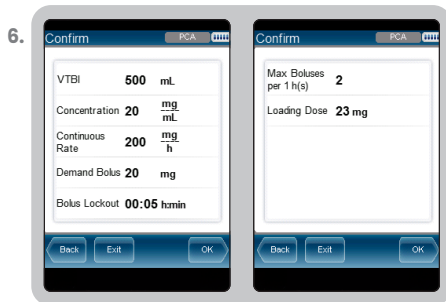 6.
Confirm PCA
VTBI 500 mL
Concentration 20 mg/mL
Continuous
Rate 200 mg/h
Demand Bolus 20 mg
Bolus Lockout 00:05 h:min
Back Exit OK
Confirm PCA
Max Boluses
per 1 h(s) 2
Loading Dose 23 mg
Back Exit OK